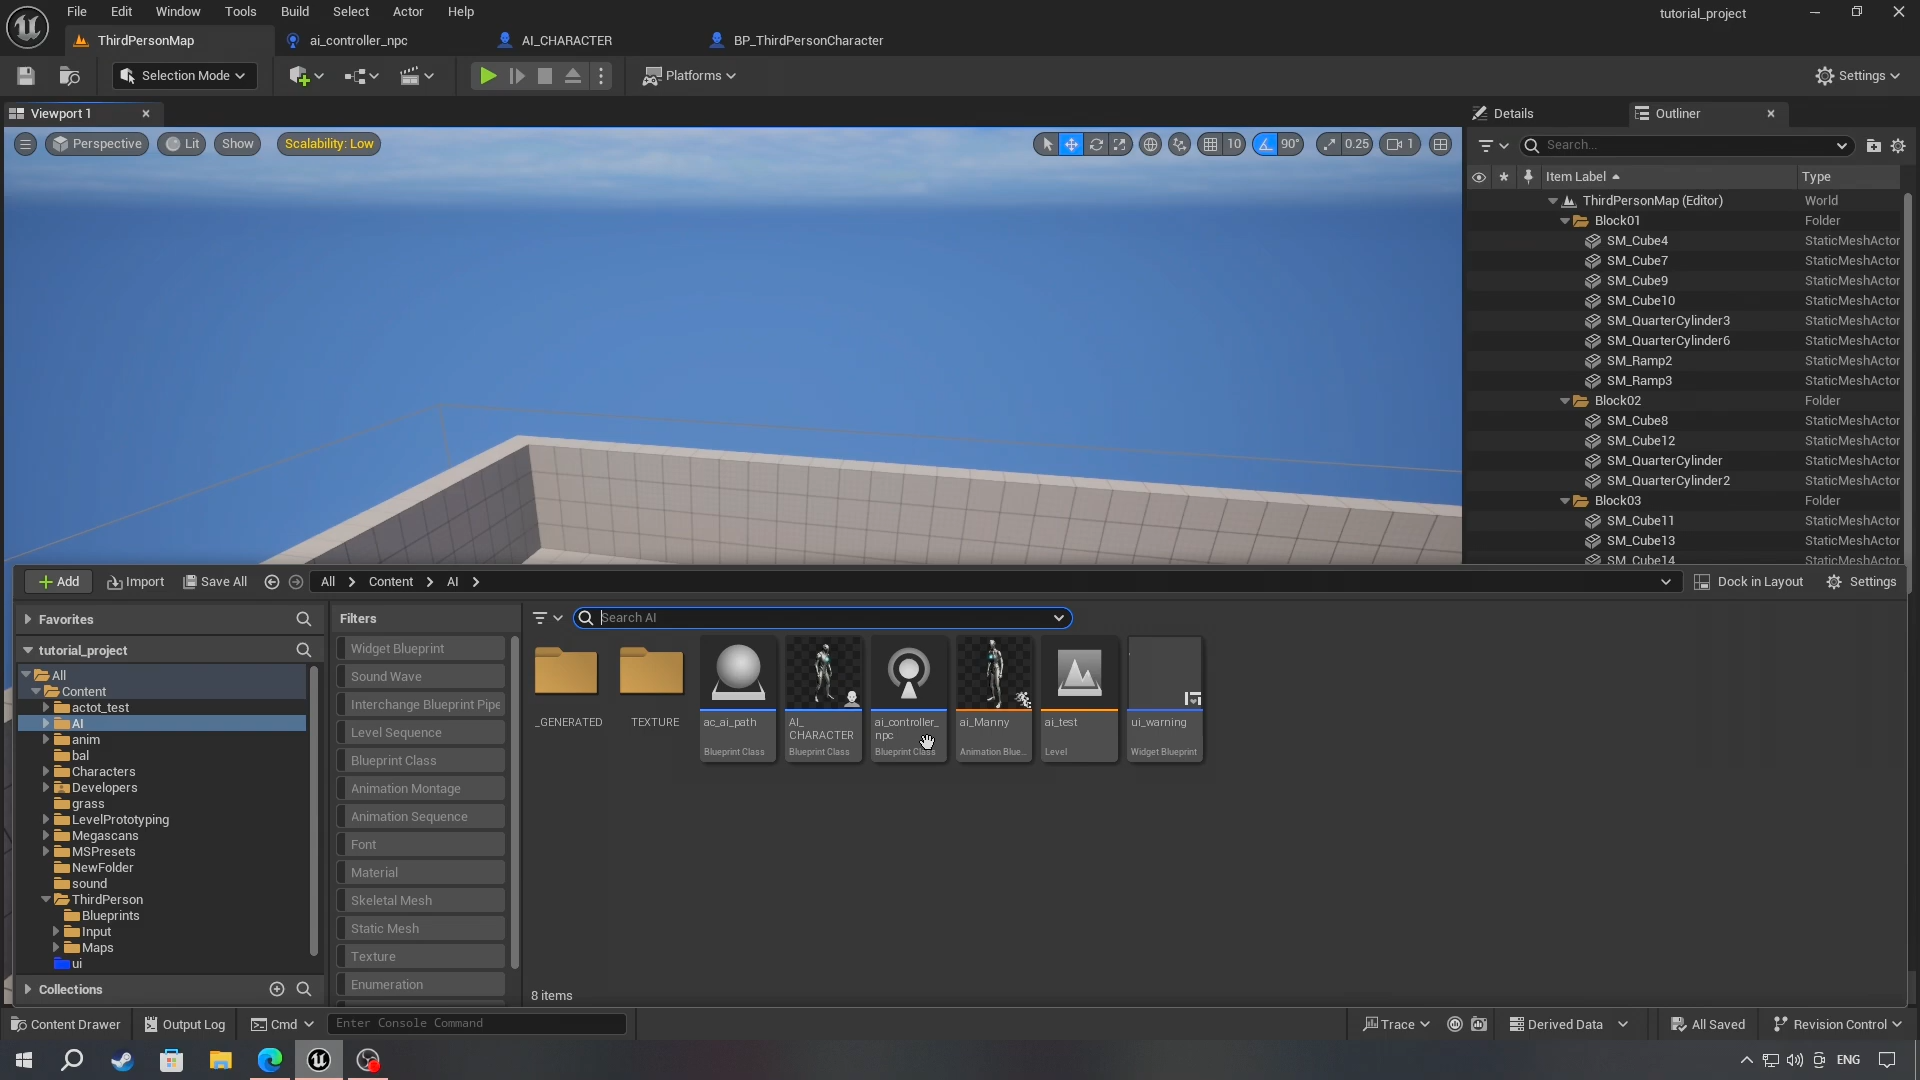 File Edit Window Tools Build Select Actor Help
tutorial_project
ThirdPersonMap
ai_controller_npc
AI_CHARACTER
BP_ThirdPersonCharacter
Selection Mode
Platforms
Settings
Viewport 1
Details
Outliner
Perspective
Lit
Show
Scalability: Low
10
90°
0.25
1
Search...
Item Label
Type
ThirdPersonMap (Editor) World
Block01 Folder
SM_Cube4 StaticMeshActor
SM_Cube7 StaticMeshActor
SM_Cube9 StaticMeshActor
SM_Cube10 StaticMeshActor
SM_QuarterCylinder3 StaticMeshActor
SM_QuarterCylinder6 StaticMeshActor
SM_Ramp2 StaticMeshActor
SM_Ramp3 StaticMeshActor
Block02 Folder
SM_Cube8 StaticMeshActor
SM_Cube12 StaticMeshActor
SM_QuarterCylinder StaticMeshActor
SM_QuarterCylinder2 StaticMeshActor
Block03 Folder
SM_Cube11 StaticMeshActor
SM_Cube13 StaticMeshActor
SM_Cube14 StaticMeshActor
Add
Import
Save All
All
Content
AI
Dock in Layout
Settings
Favorites
tutorial_project
All
Content
actot_test
AI
anim
bal
Characters
Developers
grass
LevelPrototyping
Megascans
MSPresets
NewFolder
sound
ThirdPerson
Blueprints
Input
Maps
ui
Collections
Filters
Widget Blueprint
Sound Wave
Interchange Blueprint Pipe
Level Sequence
Blueprint Class
Animation Montage
Animation Sequence
Font
Material
Skeletal Mesh
Static Mesh
Texture
Enumeration
Search AI
_GENERATED
TEXTURE
ac_ai_path
Blueprint Class
AI_
CHARACTER
Blueprint Class
ai_controller_
npc
Blueprint Class
ai_Manny
Animation Blue...
ai_test
Level
ui_warning
Widget Blueprint
8 items
Content Drawer
Output Log
Cmd
Enter Console Command
Trace
Derived Data
All Saved
Revision Control
ENG